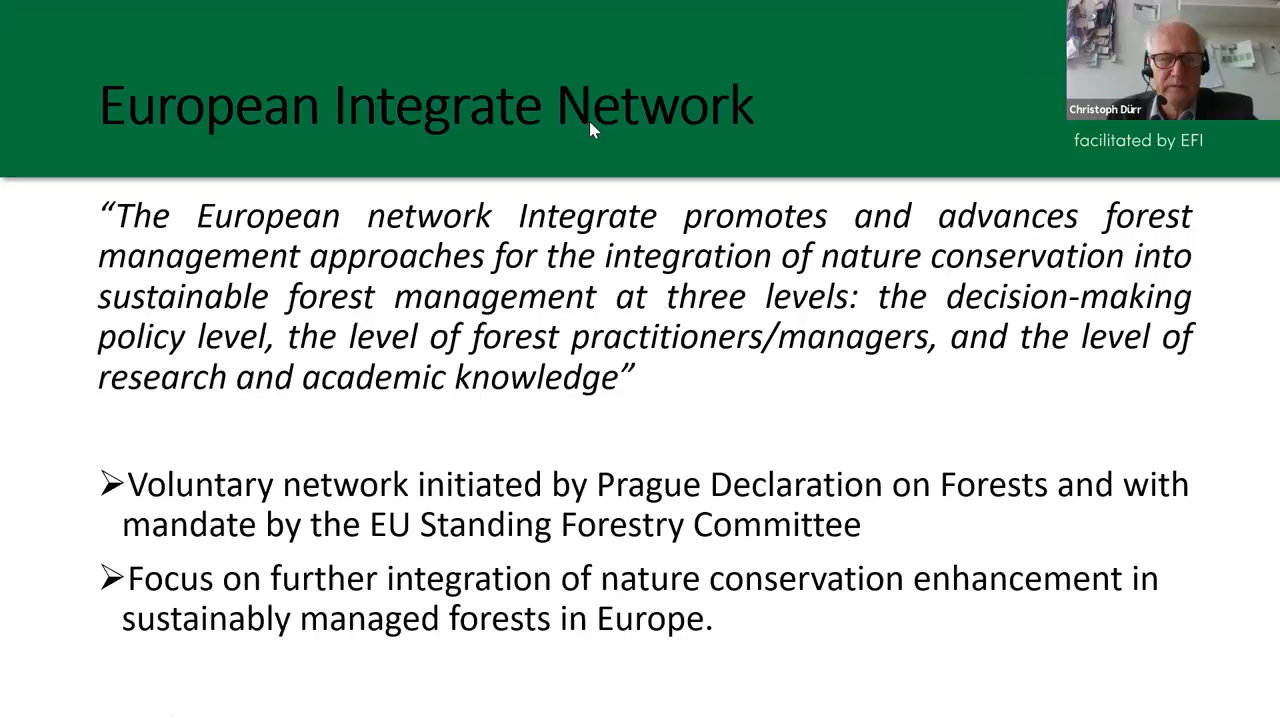 European Integrate Network
Christoph Dürr
facilitated by EFI
“The European network Integrate promotes and advances forest
management approaches for the integration of nature conservation into
sustainable forest management at three levels: the decision-making
policy level, the level of forest practitioners/managers, and the level of
research and academic knowledge”
➢Voluntary network initiated by Prague Declaration on Forests and with
mandate by the EU Standing Forestry Committee
➢Focus on further integration of nature conservation enhancement in
sustainably managed forests in Europe.